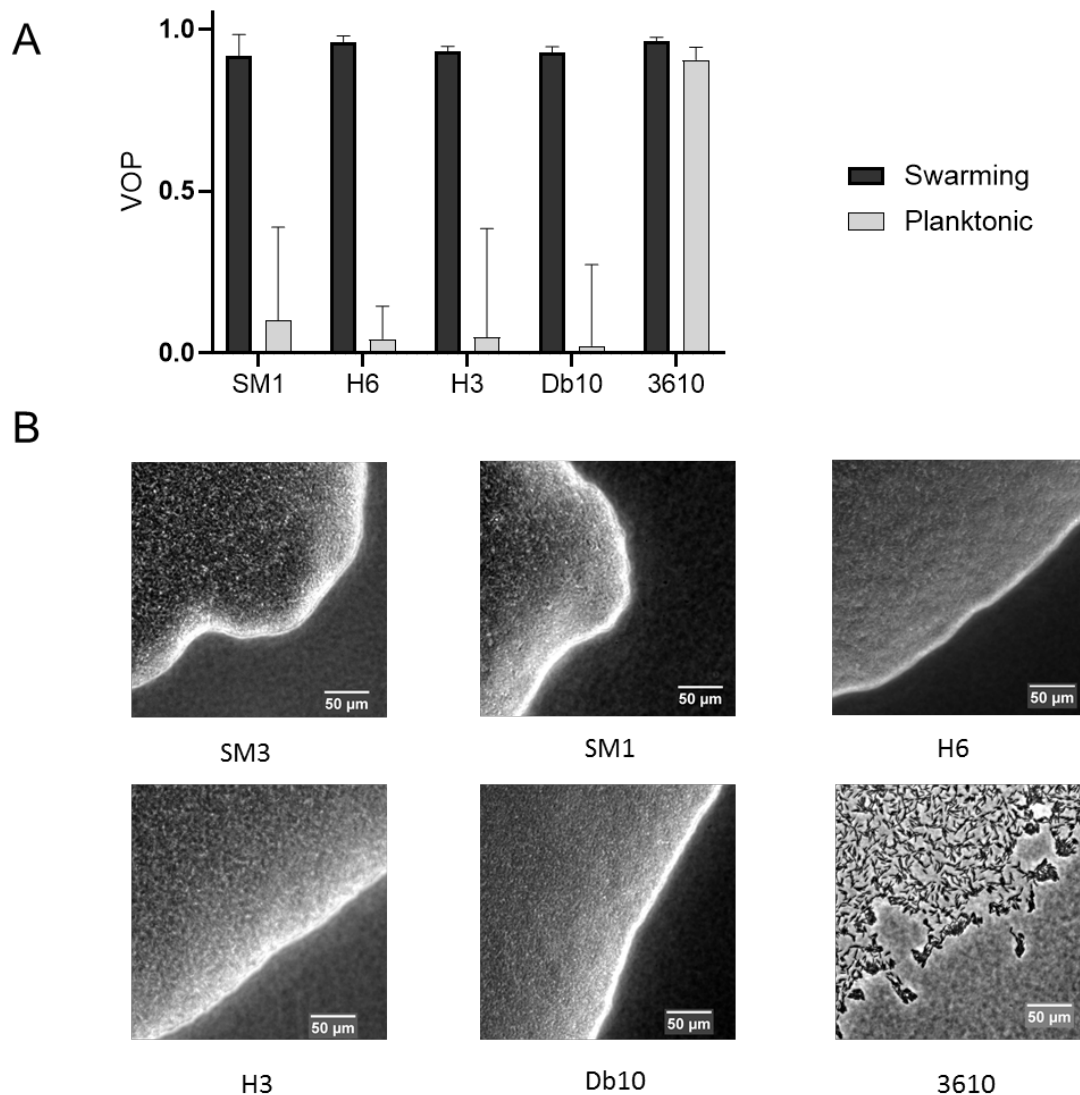 A
1.0
0.5
0.0
VOP
SM1 H6 H3 Db10 3610
Swarming
Planktonic
B
50 μm
50 μm
50 μm
SM3 SM1 H6
50 μm
50 μm
50 μm
H3 Db10 3610